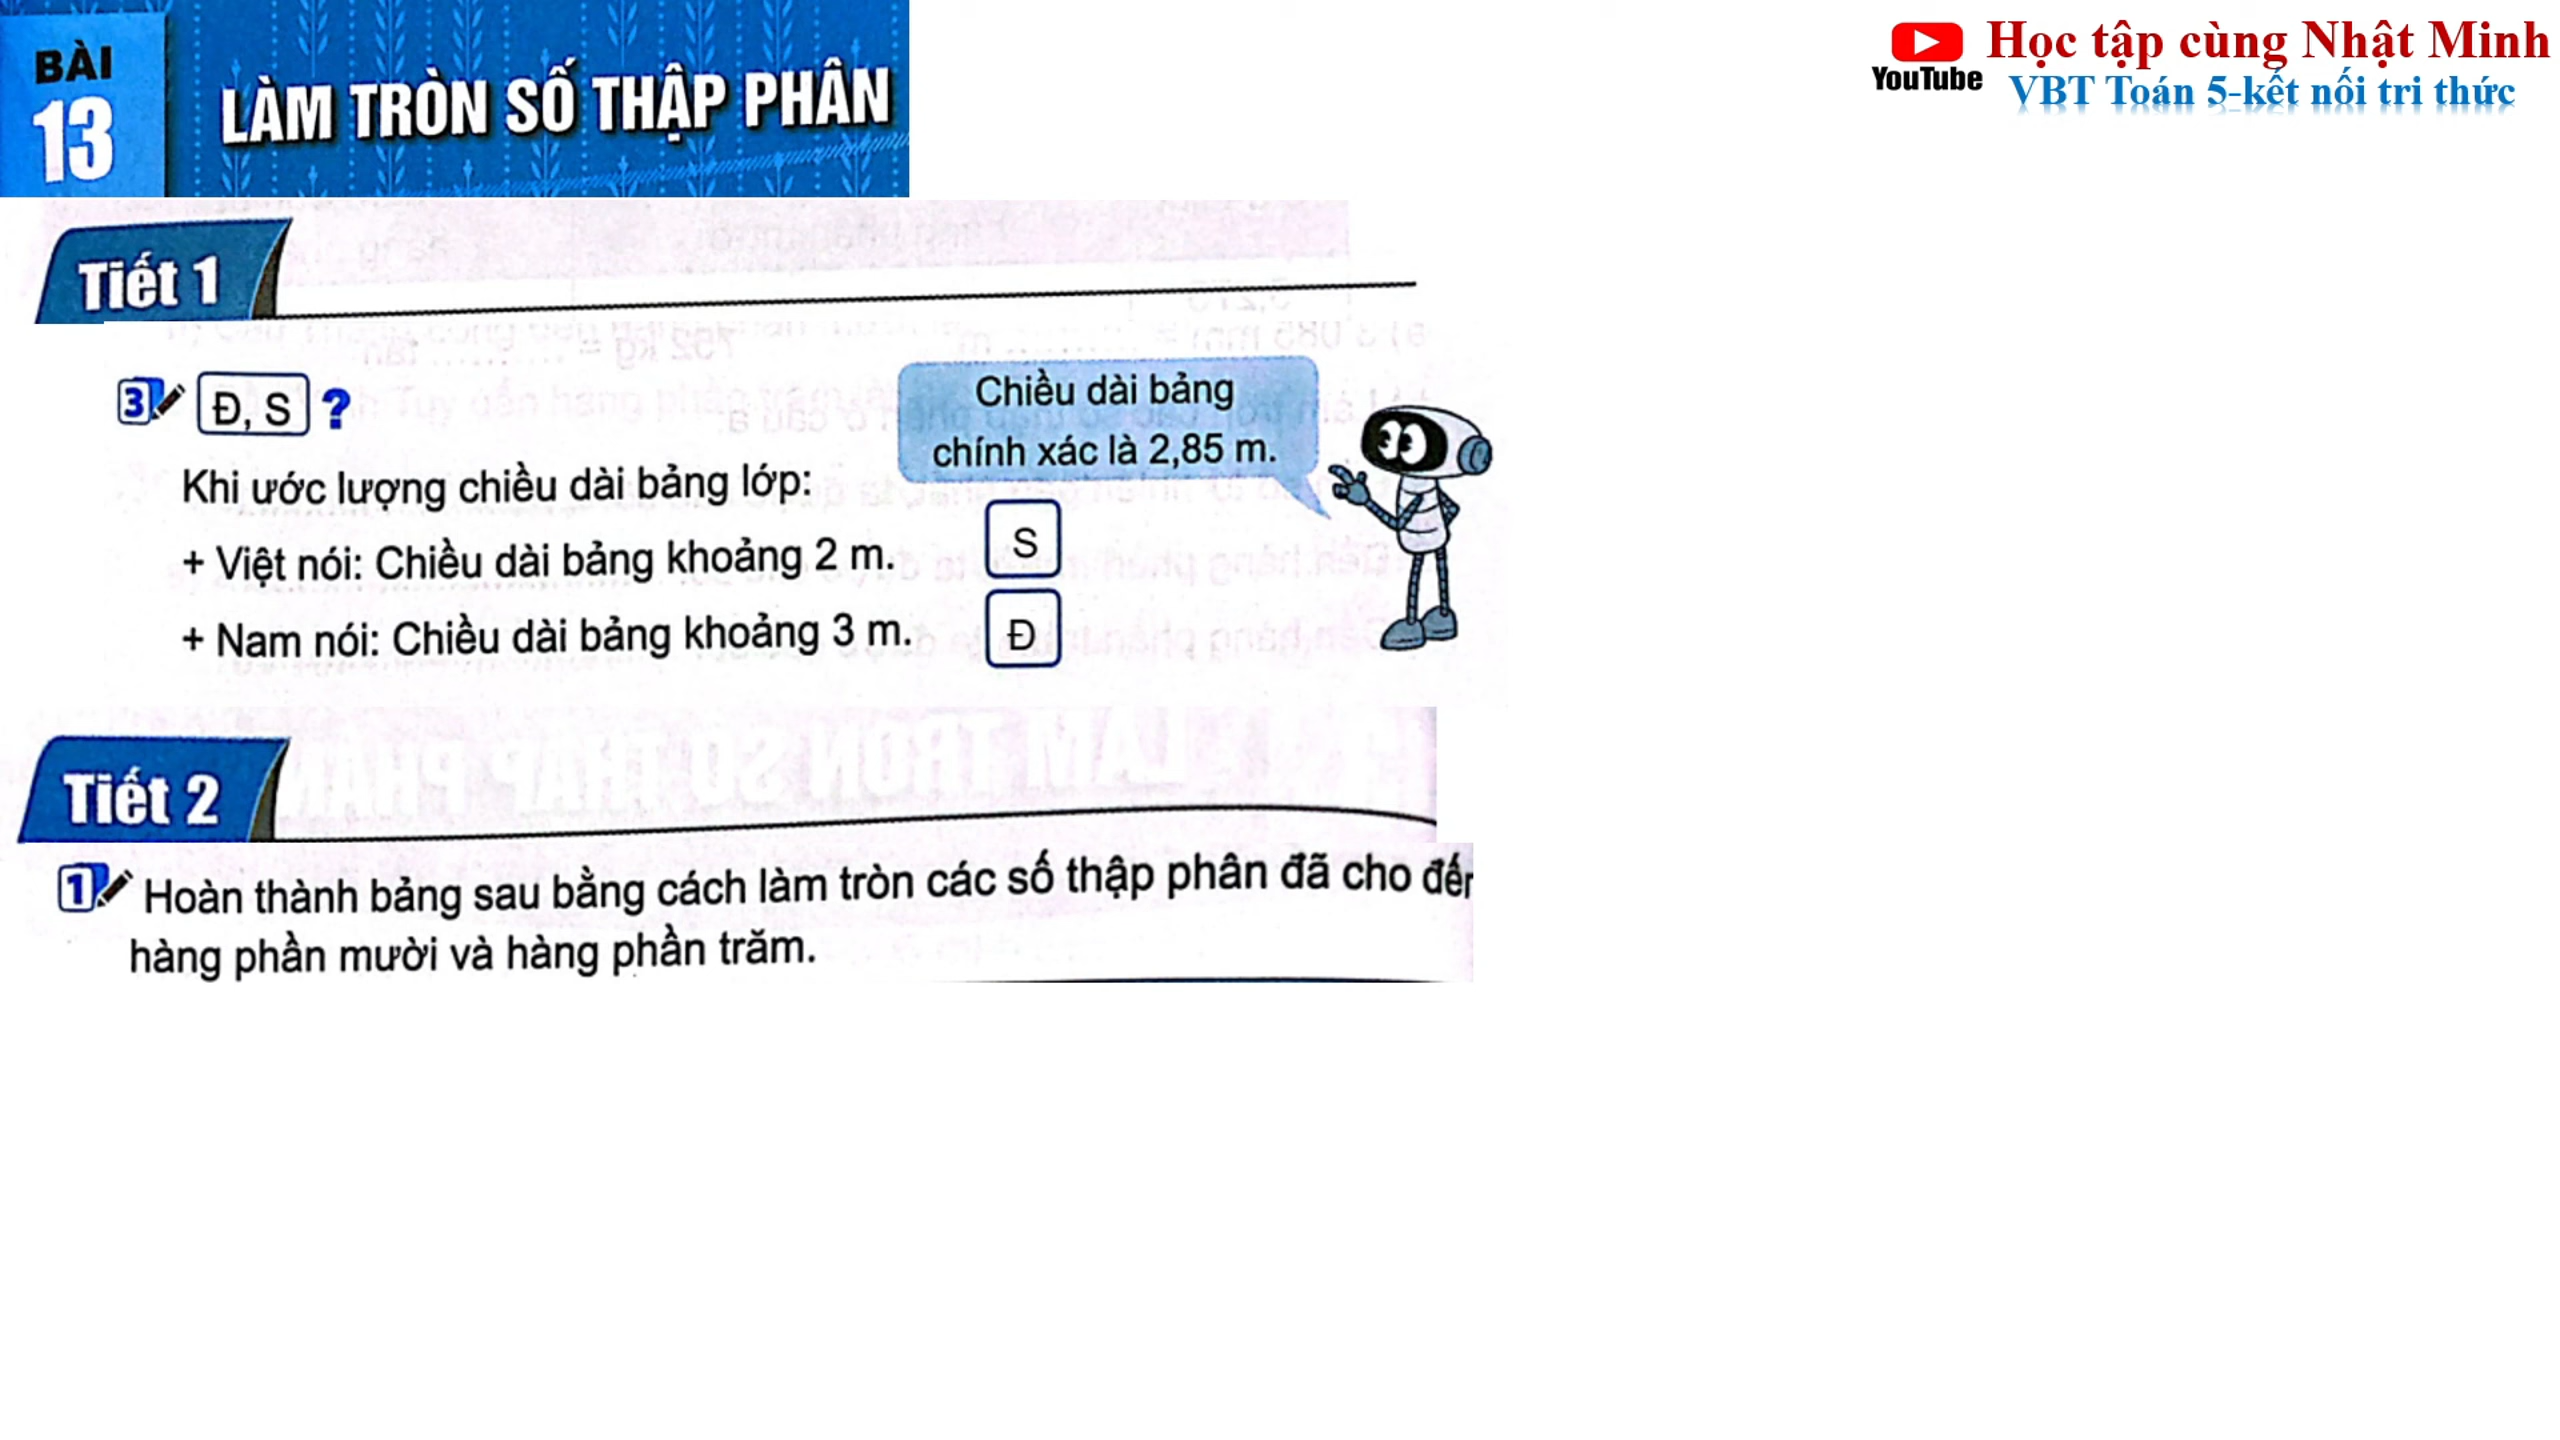 BÀI
13
LÀM TRÒN SỐ THẬP PHÂN
YouTube
Học tập cùng Nhật Minh
VBT Toán 5-kết nối tri thức
Tiết 1
3 Đ, S ?
Chiều dài bảng
chính xác là 2,85 m.
Khi ước lượng chiều dài bảng lớp:
+ Việt nói: Chiều dài bảng khoảng 2 m. S
+ Nam nói: Chiều dài bảng khoảng 3 m. Đ
Tiết 2
1 Hoàn thành bảng sau bằng cách làm tròn các số thập phân đã cho đến
hàng phần mười và hàng phần trăm.